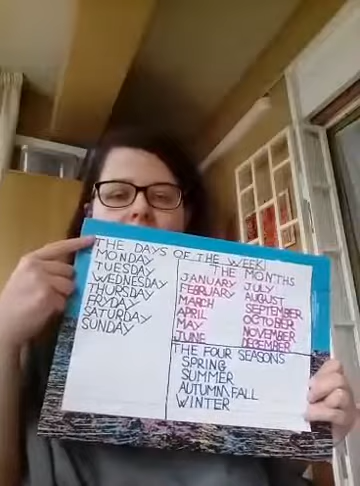 THE DAYS OF THE WEEK
MONDAY
TUESDAY
WEDNESDAY
THURSDAY
FRYDAY
SATURDAY
SUNDAY
THE MONTHS
JANUARY JULY
FEBRUARY AUGUST
MARCH SEPTEMBER
APRIL OCTOBER
MAY NOVEMBER
JUNE DECEMBER
THE FOUR SEASONS
SPRING
SUMMER
AUTUMN/FALL
WINTER